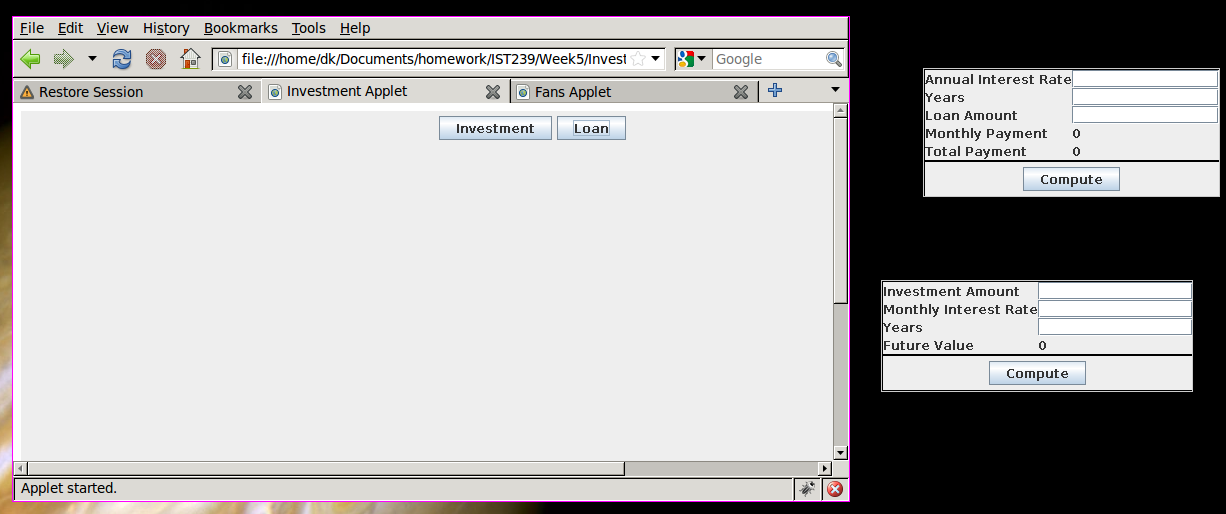 File Edit View History Bookmarks Tools Help
file:///home/dk/Documents/homework/IST239/Week5/Invest
Google
Restore Session
Investment Applet
Fans Applet
Investment
Loan
Applet started.
Annual Interest Rate
Years
Loan Amount
Monthly Payment 0
Total Payment 0
Compute
Investment Amount
Monthly Interest Rate
Years
Future Value 0
Compute